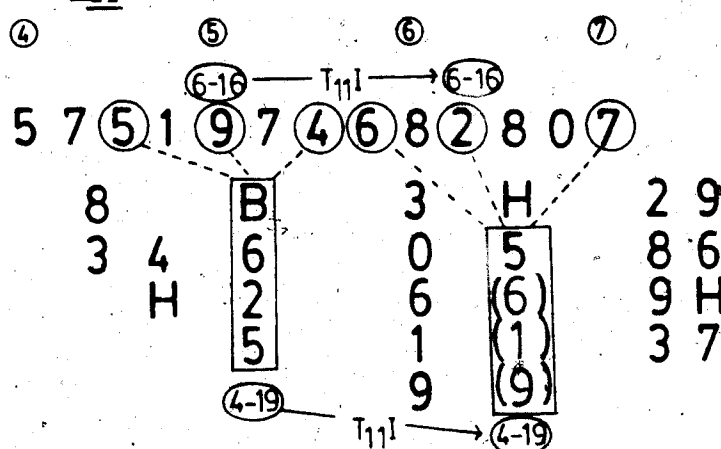 ④ ⑤ ⑥ ⑦
6-16 T₁₁I 6-16
5 7 5 1 9 7 4 6 8 2 8 0 7
8 B 3 H 2 9
3 4 6 0 5 8 6
H 2 6 (6) 9 H
5 1 (1) 3 7
9 (9)
4-19 T₁₁I 4-19